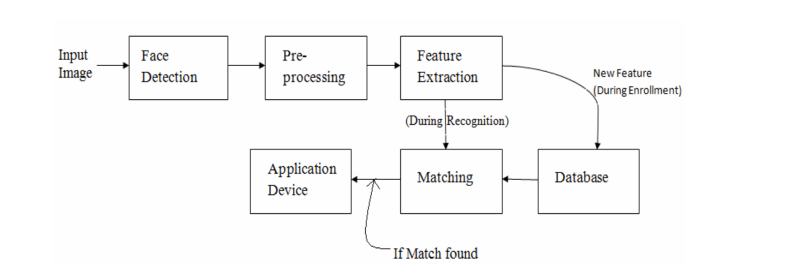 Input
Image
Face
Detection
Pre-
processing
Feature
Extraction
New Feature
(During Enrollment)
(During Recognition)
Application
Device
Matching
Database
If Match found